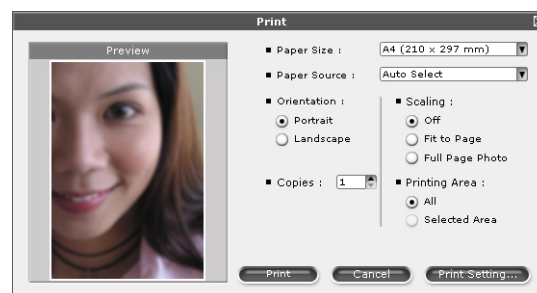 Print
Preview
Paper Size :
A4 (210 × 297 mm)
Paper Source :
Auto Select
Orientation :
Portrait
Landscape
Scaling :
Off
Fit to Page
Full Page Photo
Copies :
1
Printing Area :
All
Selected Area
Print
Cancel
Print Setting...